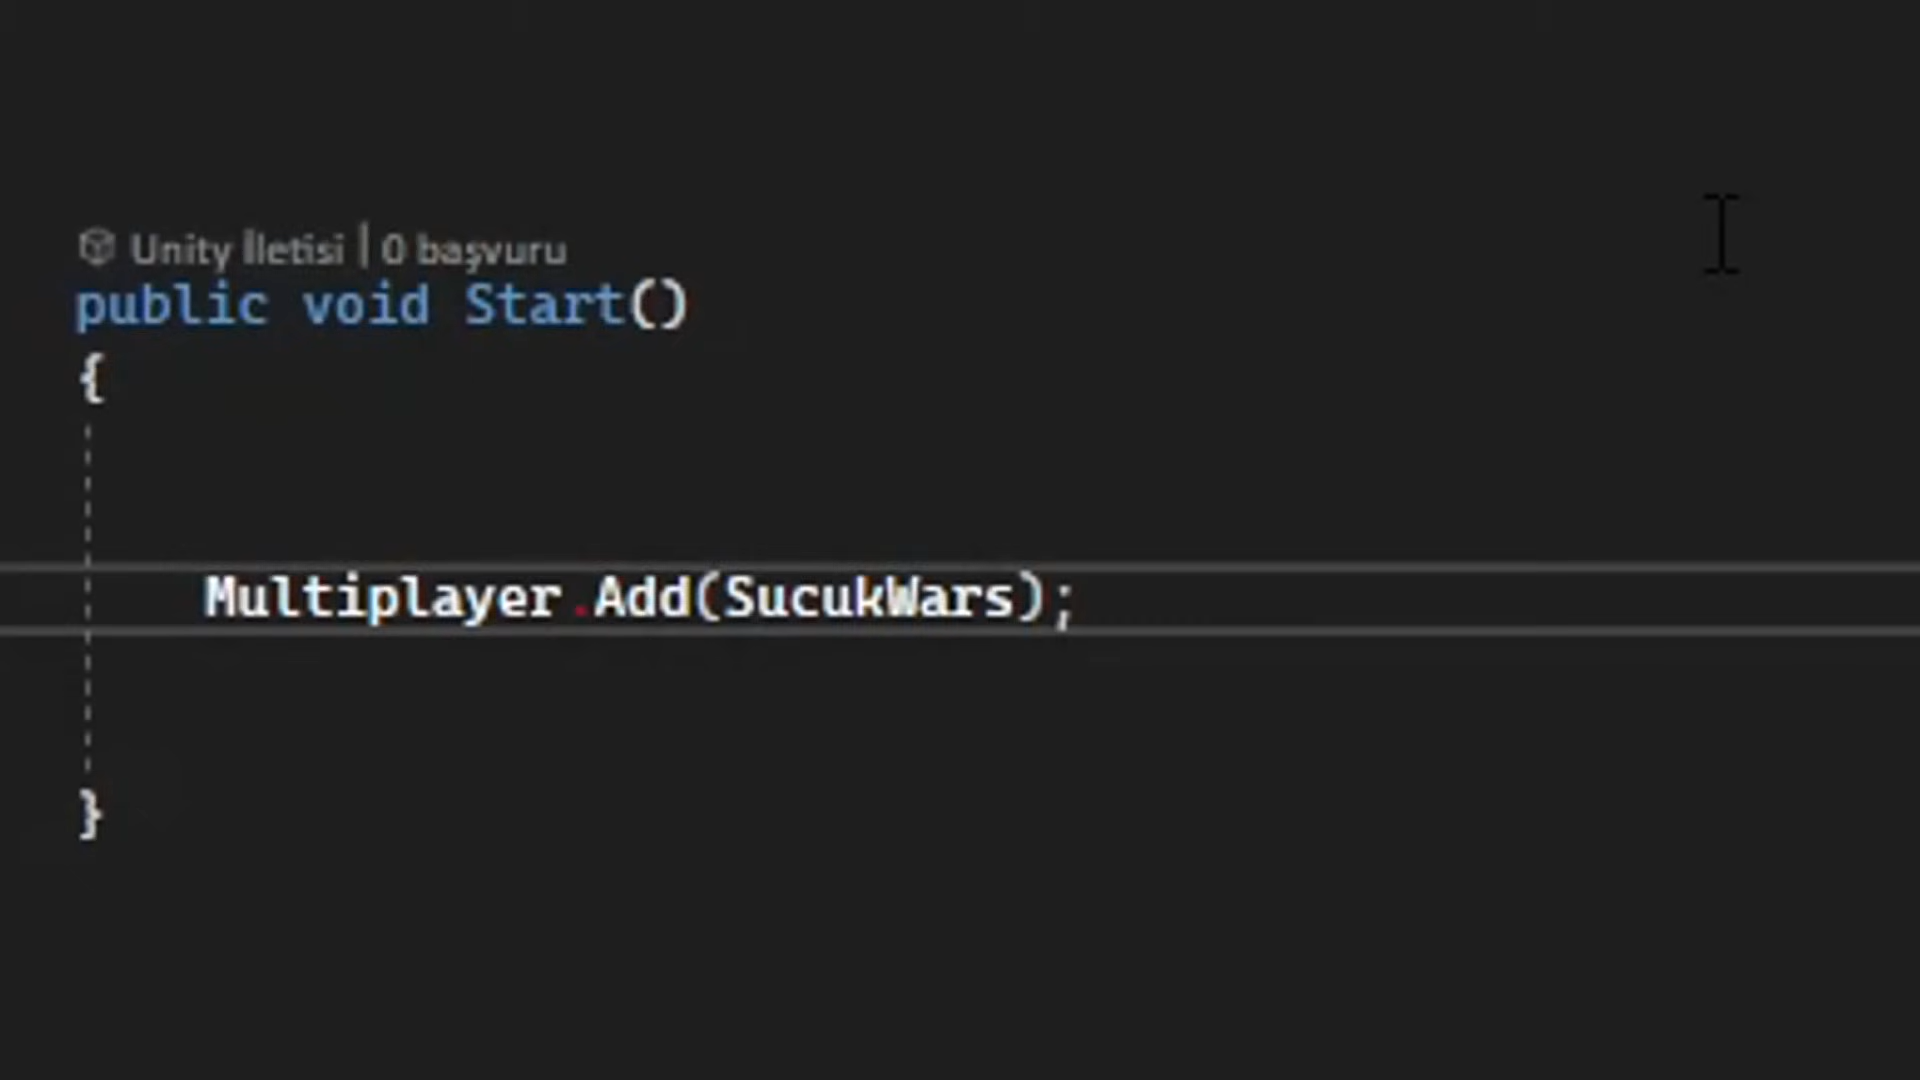 Unity İletisi | 0 başvuru
public void Start()
{
Multiplayer.Add(SucukWars);
}